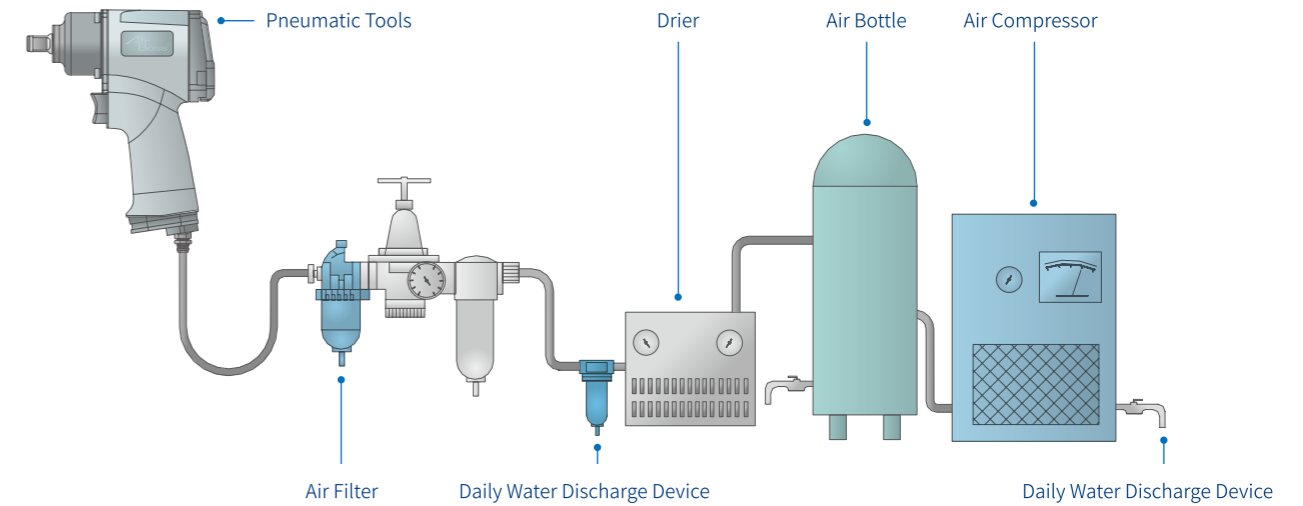 Pneumatic Tools
Drier
Air Bottle
Air Compressor
Air Filter
Daily Water Discharge Device
Daily Water Discharge Device